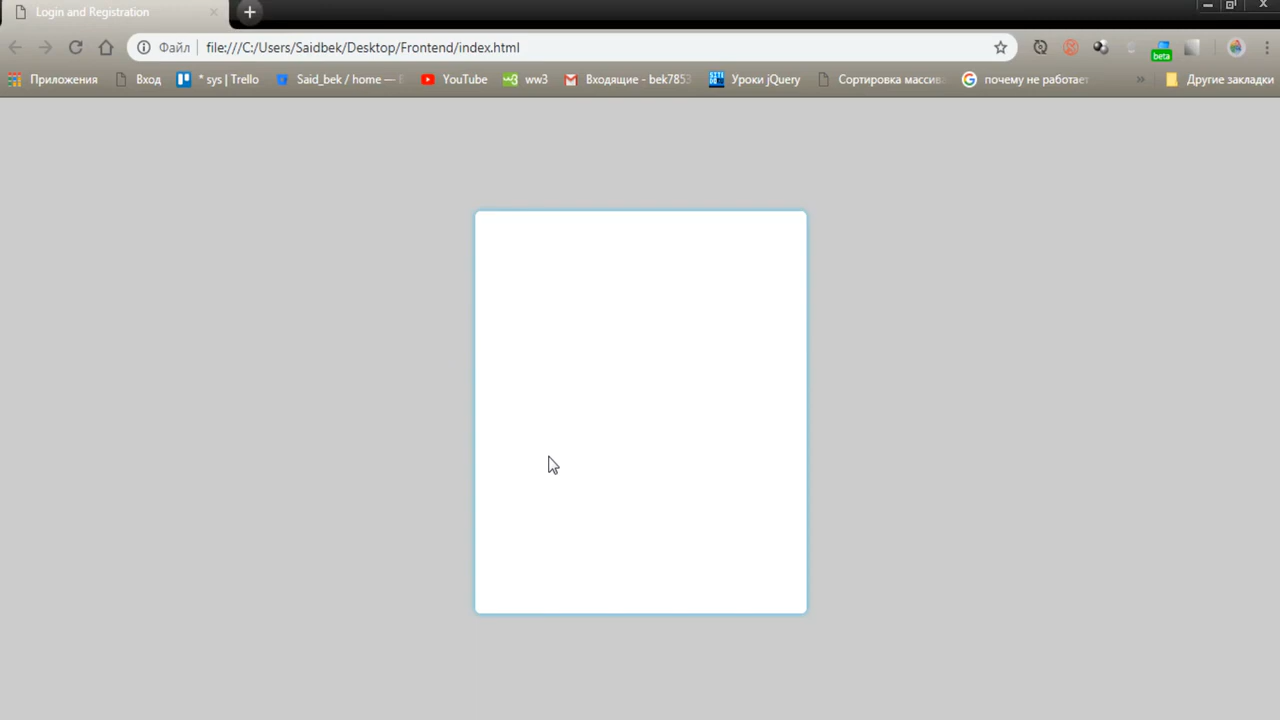 Login and Registration
Файл file:///C:/Users/Saidbek/Desktop/Frontend/index.html
beta
Приложения Вход * sys | Trello Said_bek / home — YouTube ww3 Входящие - bek7853 Уроки jQuery Сортировка массив почему не работает » Другие закладки